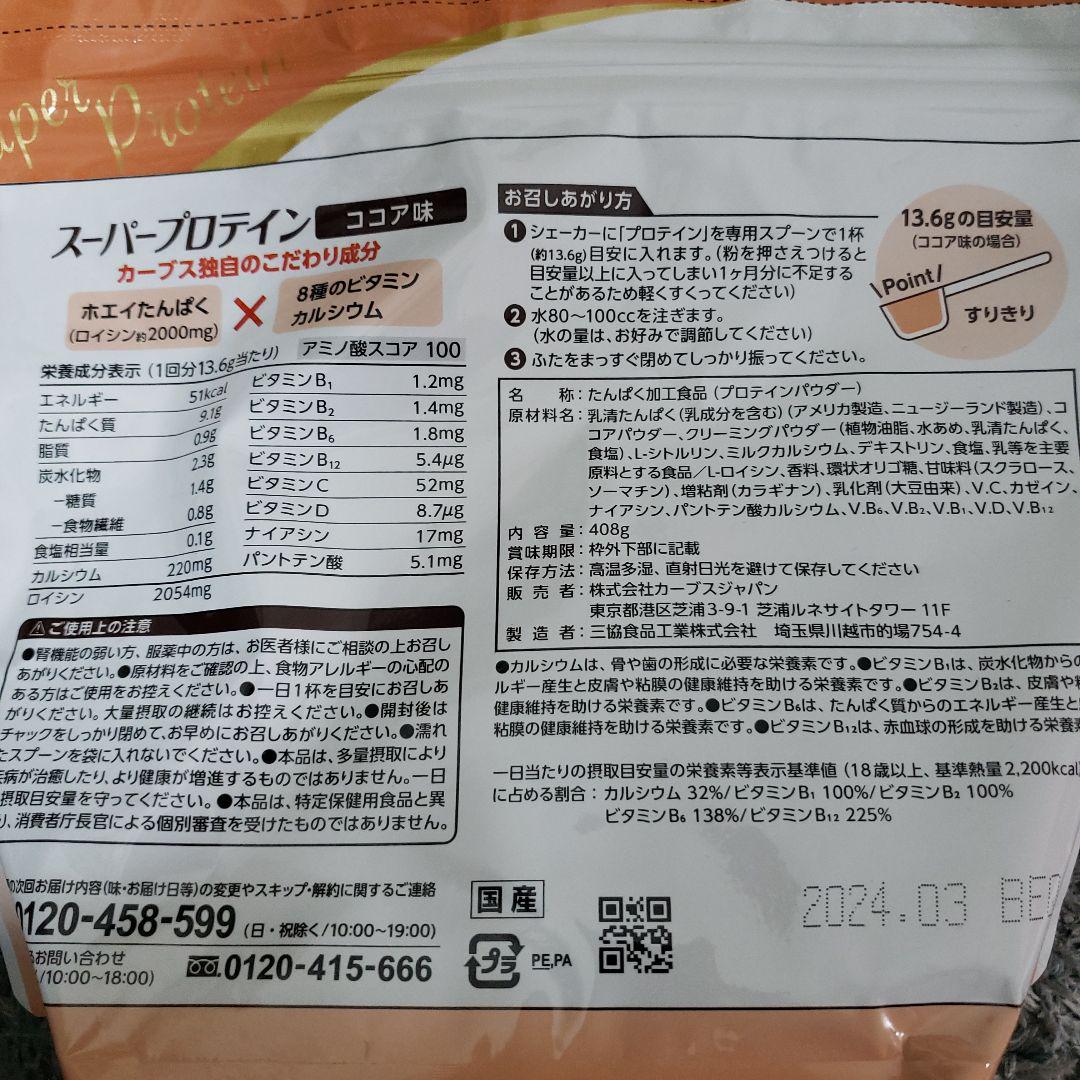 Super Protein
スーパープロテイン ココア味
カーブス独自のこだわり成分
ホエイたんぱく
(ロイシン約2000mg)
×
8種のビタミン
カルシウム
アミノ酸スコア 100
栄養成分表示 (1回分13.6g当たり)
エネルギー 51kcal
たんぱく質 9.1g
脂質 0.9g
炭水化物 2.3g
−糖質 1.4g
−食物繊維 0.8g
食塩相当量 0.1g
カルシウム 220mg
ロイシン 2054mg
ビタミンB₁ 1.2mg
ビタミンB₂ 1.4mg
ビタミンB₆ 1.8mg
ビタミンB₁₂ 5.4μg
ビタミンC 52mg
ビタミンD 8.7μg
ナイアシン 17mg
パントテン酸 5.1mg
⚠ご使用上の注意
●腎機能の弱い方、服薬中の方は、お医者様にご相談の上お召し
あがりください。●原材料をご確認の上、食物アレルギーの心配の
ある方はご使用をお控えください。●一日1杯を目安にお召しあ
がりください。大量摂取の継続はお控えください。●開封後は
チャックをしっかり閉めて、お早めにお召しあがりください。●濡れ
たスプーンを袋に入れないでください。●本品は、多量摂取により
疾病が治癒したり、より健康が増進するものではありません。一日
摂取目安量を守ってください。●本品は、特定保健用食品と異
り、消費者庁長官による個別審査を受けたものではありません。
の次回お届け内容(味・お届け日等)の変更やスキップ・解約に関するご連絡
0120-458-599 (日・祝除く/10:00~19:00)
お問い合わせ
/10:00~18:00)
0120-415-666
お召しあがり方
❶シェーカーに「プロテイン」を専用スプーンで1杯
(約13.6g)目安に入れます。(粉を押さえつけると
目安量以上に入ってしまい1ヶ月分に不足する
ことがあるため軽くすくってください)
❷水80~100ccを注ぎます。
(水の量は、お好みで調節してください)
❸ふたをまっすぐ閉めてしっかり振ってください。
13.6gの目安量
(ココア味の場合)
Point!
すりきり
名 称：たんぱく加工食品 (プロテインパウダー)
原材料名：乳清たんぱく(乳成分を含む)(アメリカ製造、ニュージーランド製造)、コ
コアパウダー、クリーミングパウダー(植物油脂、水あめ、乳清たんぱく、
食塩)、L-シトルリン、ミルクカルシウム、デキストリン、食塩、乳等を主要
原料とする食品/L-ロイシン、香料、環状オリゴ糖、甘味料(スクラロース、
ソーマチン)、増粘剤(カラギナン)、乳化剤(大豆由来)、V.C、カゼイン、
ナイアシン、パントテン酸カルシウム、V.B₆、V.B₂、V.B₁、V.D、V.B₁₂
内容量：408g
賞味期限：枠外下部に記載
保存方法：高温多湿、直射日光を避けて保存してください
販売者：株式会社カーブスジャパン
東京都港区芝浦3-9-1 芝浦ルネサイトタワー 11F
製造者：三協食品工業株式会社 埼玉県川越市的場754-4
●カルシウムは、骨や歯の形成に必要な栄養素です。●ビタミンB₁は、炭水化物からの
ルギー産生と皮膚や粘膜の健康維持を助ける栄養素です。●ビタミンB₂は、皮膚や
健康維持を助ける栄養素です。●ビタミンB₆は、たんぱく質からのエネルギー産生と
粘膜の健康維持を助ける栄養素です。●ビタミンB₁₂は、赤血球の形成を助ける栄養
一日当たりの摂取目安量の栄養素等表示基準値 (18歳以上、基準熱量2,200kcal)
に占める割合：カルシウム 32%/ビタミンB₁ 100%/ビタミンB₂ 100%
ビタミンB₆ 138%/ビタミンB₁₂ 225%
国産
プラ PE,PA
2024.03 BE